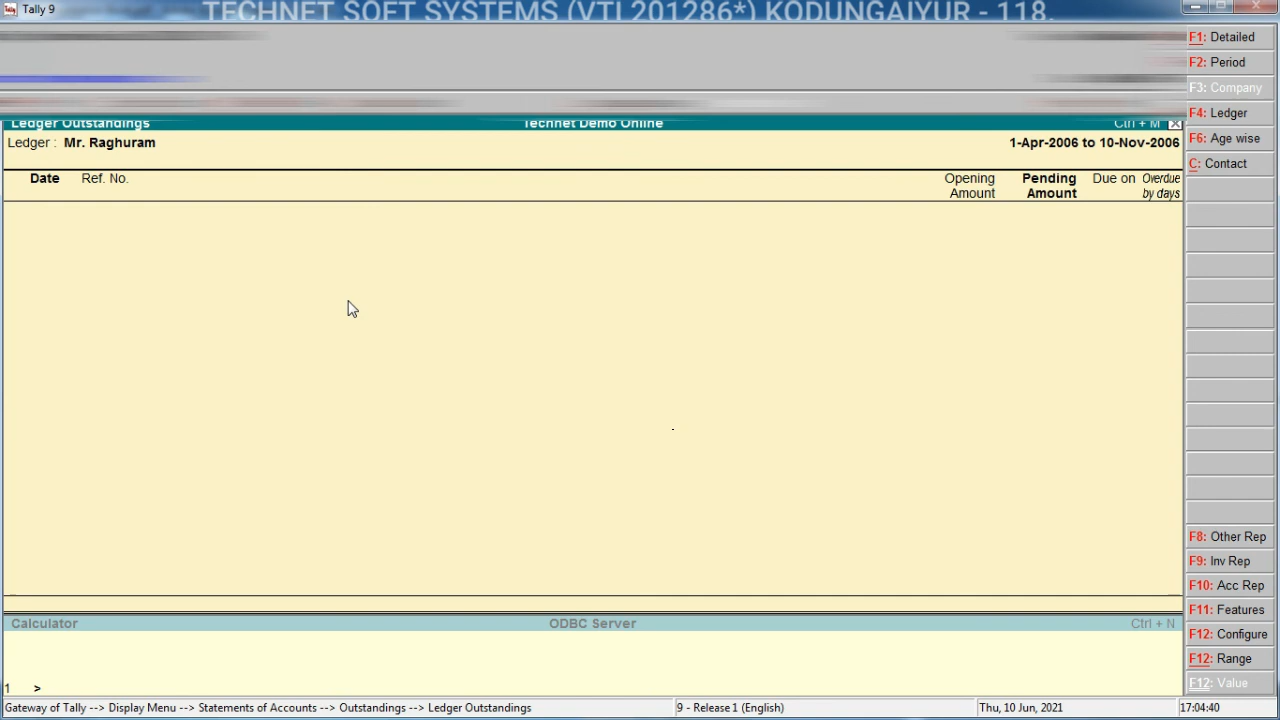 Tally 9
TECHNET SOFT SYSTEMS (VTL 201286*) KODUNGAIYUR - 118.
F1: Detailed
F2: Period
F3: Company
F4: Ledger
F6: Age wise
C: Contact
Ledger Outstandings Technet Demo Online Ctrl + M
Ledger : Mr. Raghuram 1-Apr-2006 to 10-Nov-2006
Date Ref. No. Opening Pending Due on Overdue
Amount Amount by days
F8: Other Rep
F9: Inv Rep
F10: Acc Rep
F11: Features
F12: Configure
F12: Range
F12: Value
Calculator ODBC Server Ctrl + N
1 >
Gateway of Tally --> Display Menu --> Statements of Accounts --> Outstandings --> Ledger Outstandings 9 - Release 1 (English) Thu, 10 Jun, 2021 17:04:40